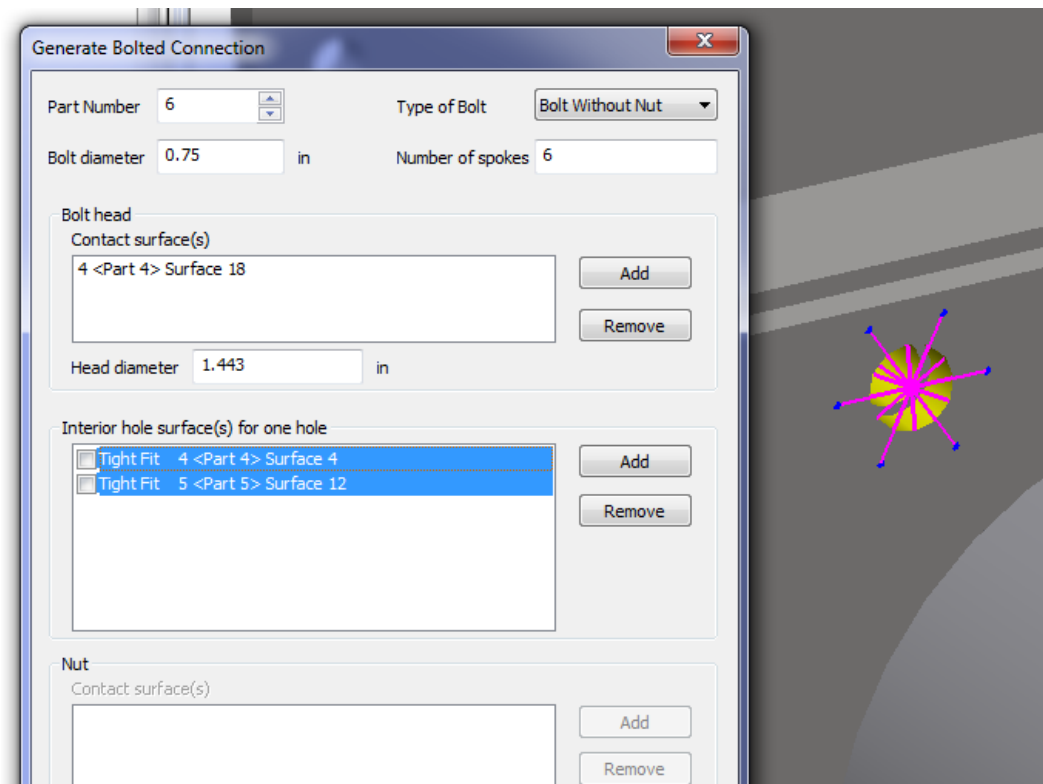 Generate Bolted Connection
Part Number 6 Type of Bolt Bolt Without Nut
Bolt diameter 0.75 in Number of spokes 6
Bolt head
Contact surface(s)
4 <Part 4> Surface 18
Add
Remove
Head diameter 1.443 in
Interior hole surface(s) for one hole
Tight Fit 4 <Part 4> Surface 4
Tight Fit 5 <Part 5> Surface 12
Add
Remove
Nut
Contact surface(s)
Add
Remove